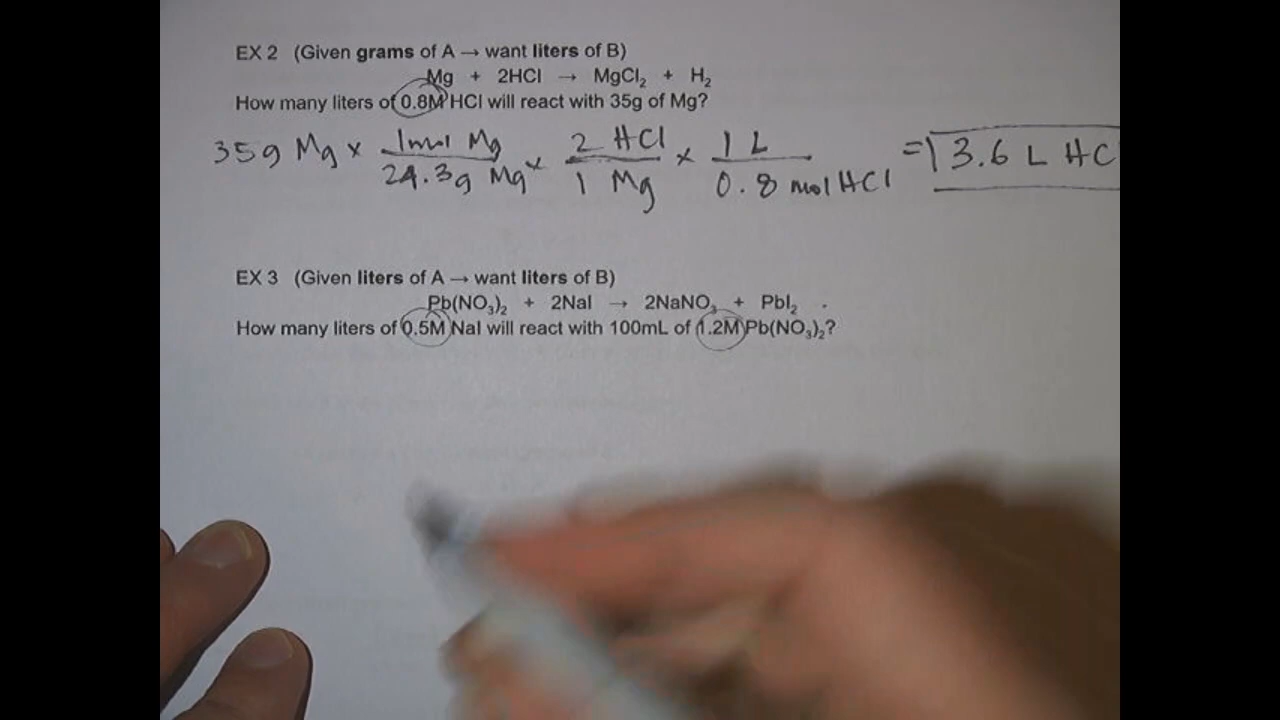 EX 2 (Given grams of A → want liters of B)
Mg + 2HCl → MgCl₂ + H₂
How many liters of 0.8M HCl will react with 35g of Mg?
35g Mg x 1mol Mg / 24.3g Mg x 2 HCl / 1 Mg x 1 L / 0.8 mol HCl = 3.6 L HC
EX 3 (Given liters of A → want liters of B)
Pb(NO₃)₂ + 2NaI → 2NaNO₃ + PbI₂
How many liters of 0.5M NaI will react with 100mL of 1.2M Pb(NO₃)₂?